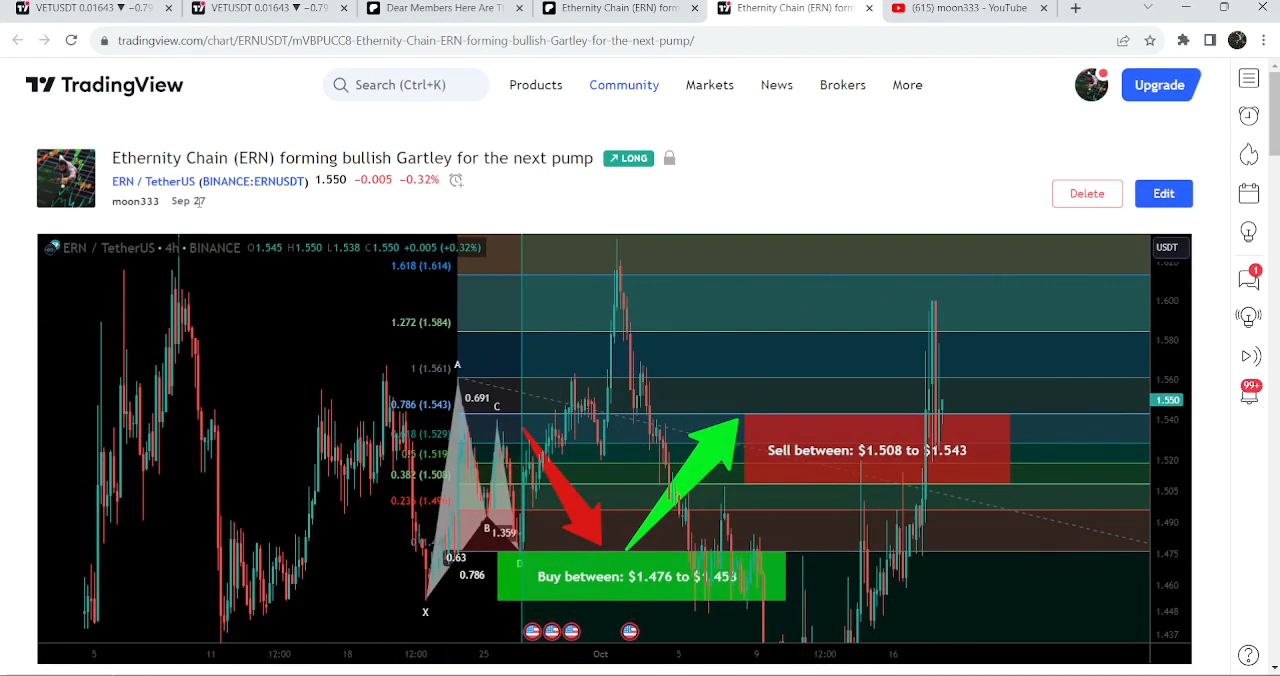 VETUSDT 0.01643 ▼ −0.79
VETUSDT 0.01643 ▼ −0.79
Dear Members Here Are T
Ethernity Chain (ERN) form
Ethernity Chain (ERN) form
(615) moon333 - YouTube
tradingview.com/chart/ERNUSDT/mVBPUCC8-Ethernity-Chain-ERN-forming-bullish-Gartley-for-the-next-pump/
TradingView
Search (Ctrl+K)
Products
Community
Markets
News
Brokers
More
Upgrade
Ethernity Chain (ERN) forming bullish Gartley for the next pump
LONG
ERN / TetherUS (BINANCE:ERNUSDT) 1.550 −0.005 −0.32%
moon333 Sep 27
Delete
Edit
ERN / TetherUS • 4h • BINANCE O1.545 H1.550 L1.538 C1.550 +0.005 (+0.32%)
USDT
1.618 (1.614)
1.600
1.272 (1.584)
1.580
A
1 (1.561)
1.560
0.691
0.786 (1.543)
C
1.550
1.540
(1.529)
Sell between: $1.508 to $1.543
(1.519)
1.520
0.382 (1.508)
1.505
1.490
B
1.359
0.63
D
1.475
0.786
Buy between: $1.476 to $1.453
1.460
X
1.448
1.437
5
11
12:00
18
12:00
25
Oct
5
9
12:00
16
1
99+